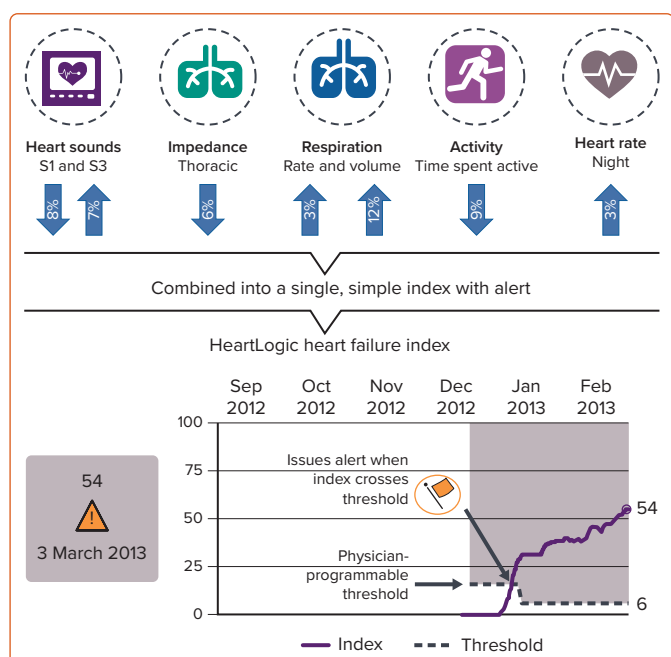 Heart sounds
S1 and S3
Impedance
Thoracic
Respiration
Rate and volume
Activity
Time spent active
Heart rate
Night
8%
7%
6%
3%
12%
9%
3%
Combined into a single, simple index with alert
HeartLogic heart failure index
Sep
2012
Oct
2012
Nov
2012
Dec
2012
Jan
2013
Feb
2013
100
75
50
25
0
Issues alert when
index crosses
threshold
Physician-
programmable
threshold
54
6
54
!
3 March 2013
Index
Threshold